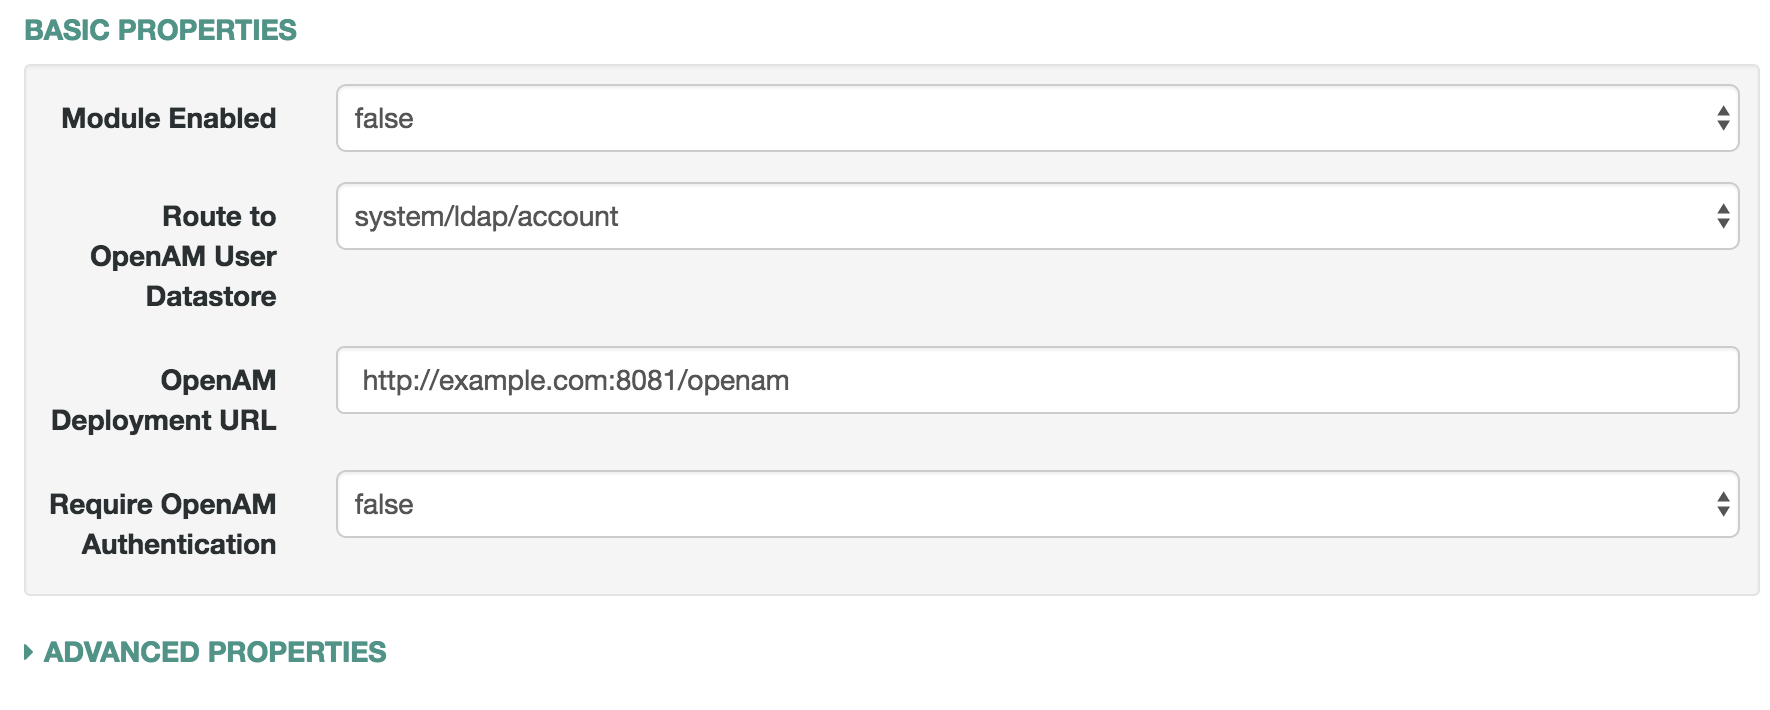 BASIC PROPERTIES
Module Enabled
false
Route to
OpenAM User
Datastore
system/ldap/account
OpenAM
Deployment URL
http://example.com:8081/openam
Require OpenAM
Authentication
false
ADVANCED PROPERTIES